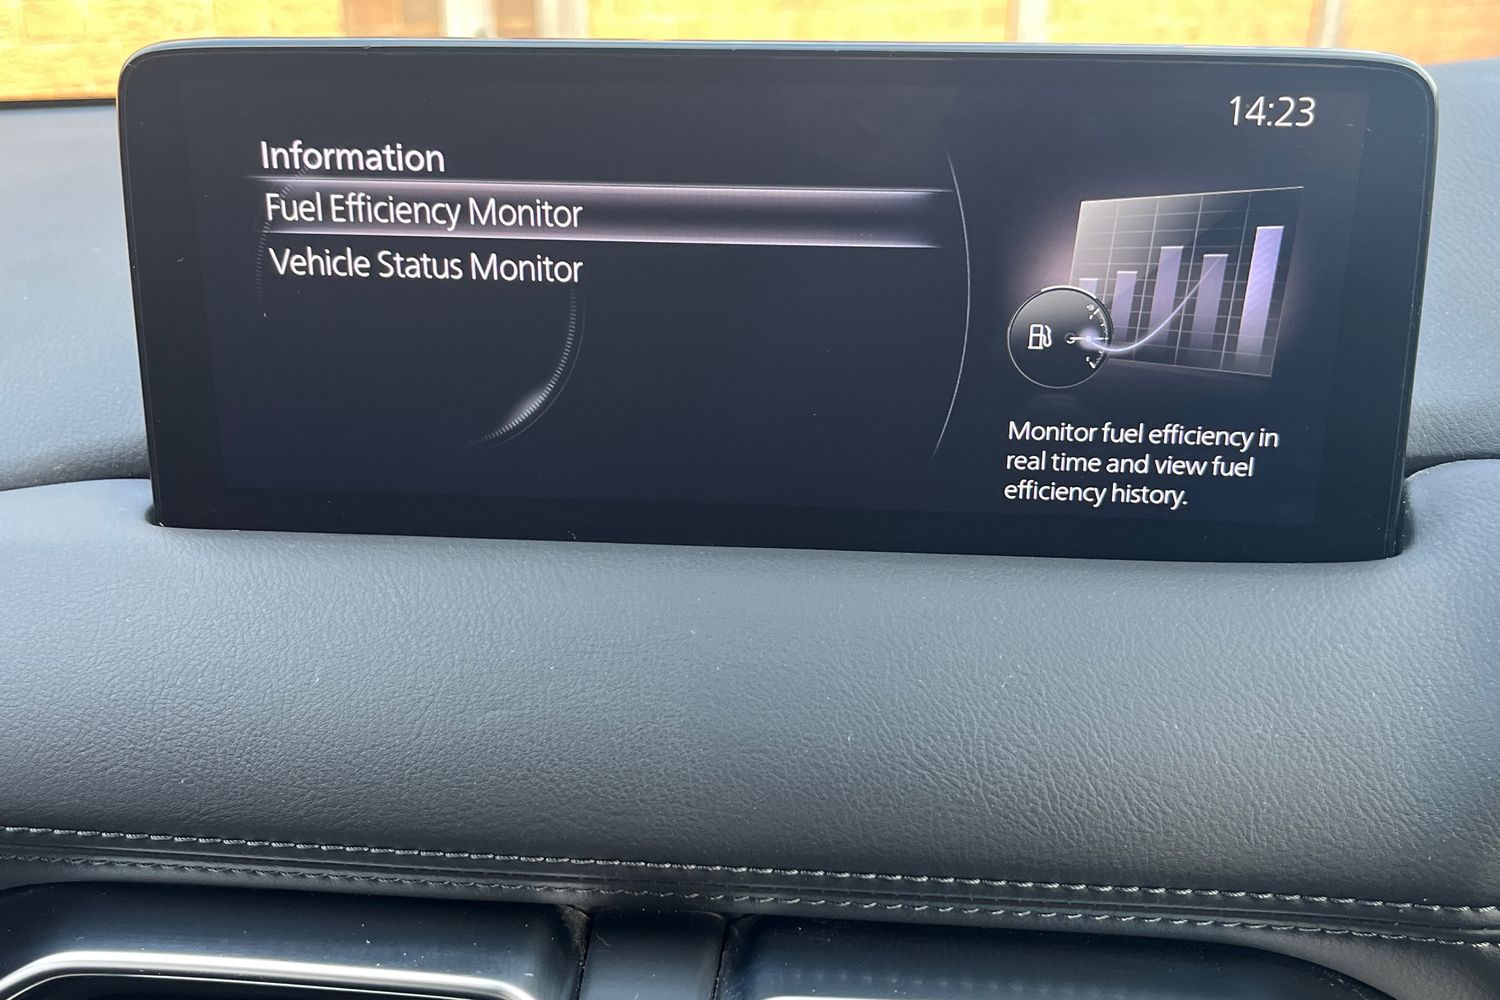 14:23
Information
Fuel Efficiency Monitor
Vehicle Status Monitor
Monitor fuel efficiency in
real time and view fuel
efficiency history.